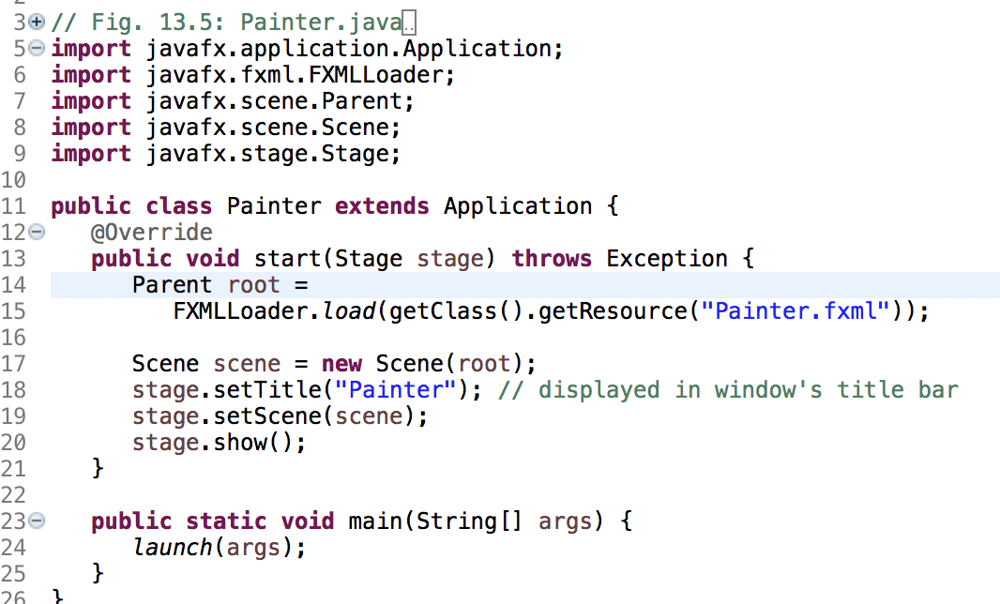 3 // Fig. 13.5: Painter.java..
5 import javafx.application.Application;
6 import javafx.fxml.FXMLLoader;
7 import javafx.scene.Parent;
8 import javafx.scene.Scene;
9 import javafx.stage.Stage;
10
11 public class Painter extends Application {
12    @Override
13    public void start(Stage stage) throws Exception {
14       Parent root =
15          FXMLLoader.load(getClass().getResource("Painter.fxml"));
16
17       Scene scene = new Scene(root);
18       stage.setTitle("Painter"); // displayed in window's title bar
19       stage.setScene(scene);
20       stage.show();
21    }
22
23    public static void main(String[] args) {
24       launch(args);
25    }
26 }